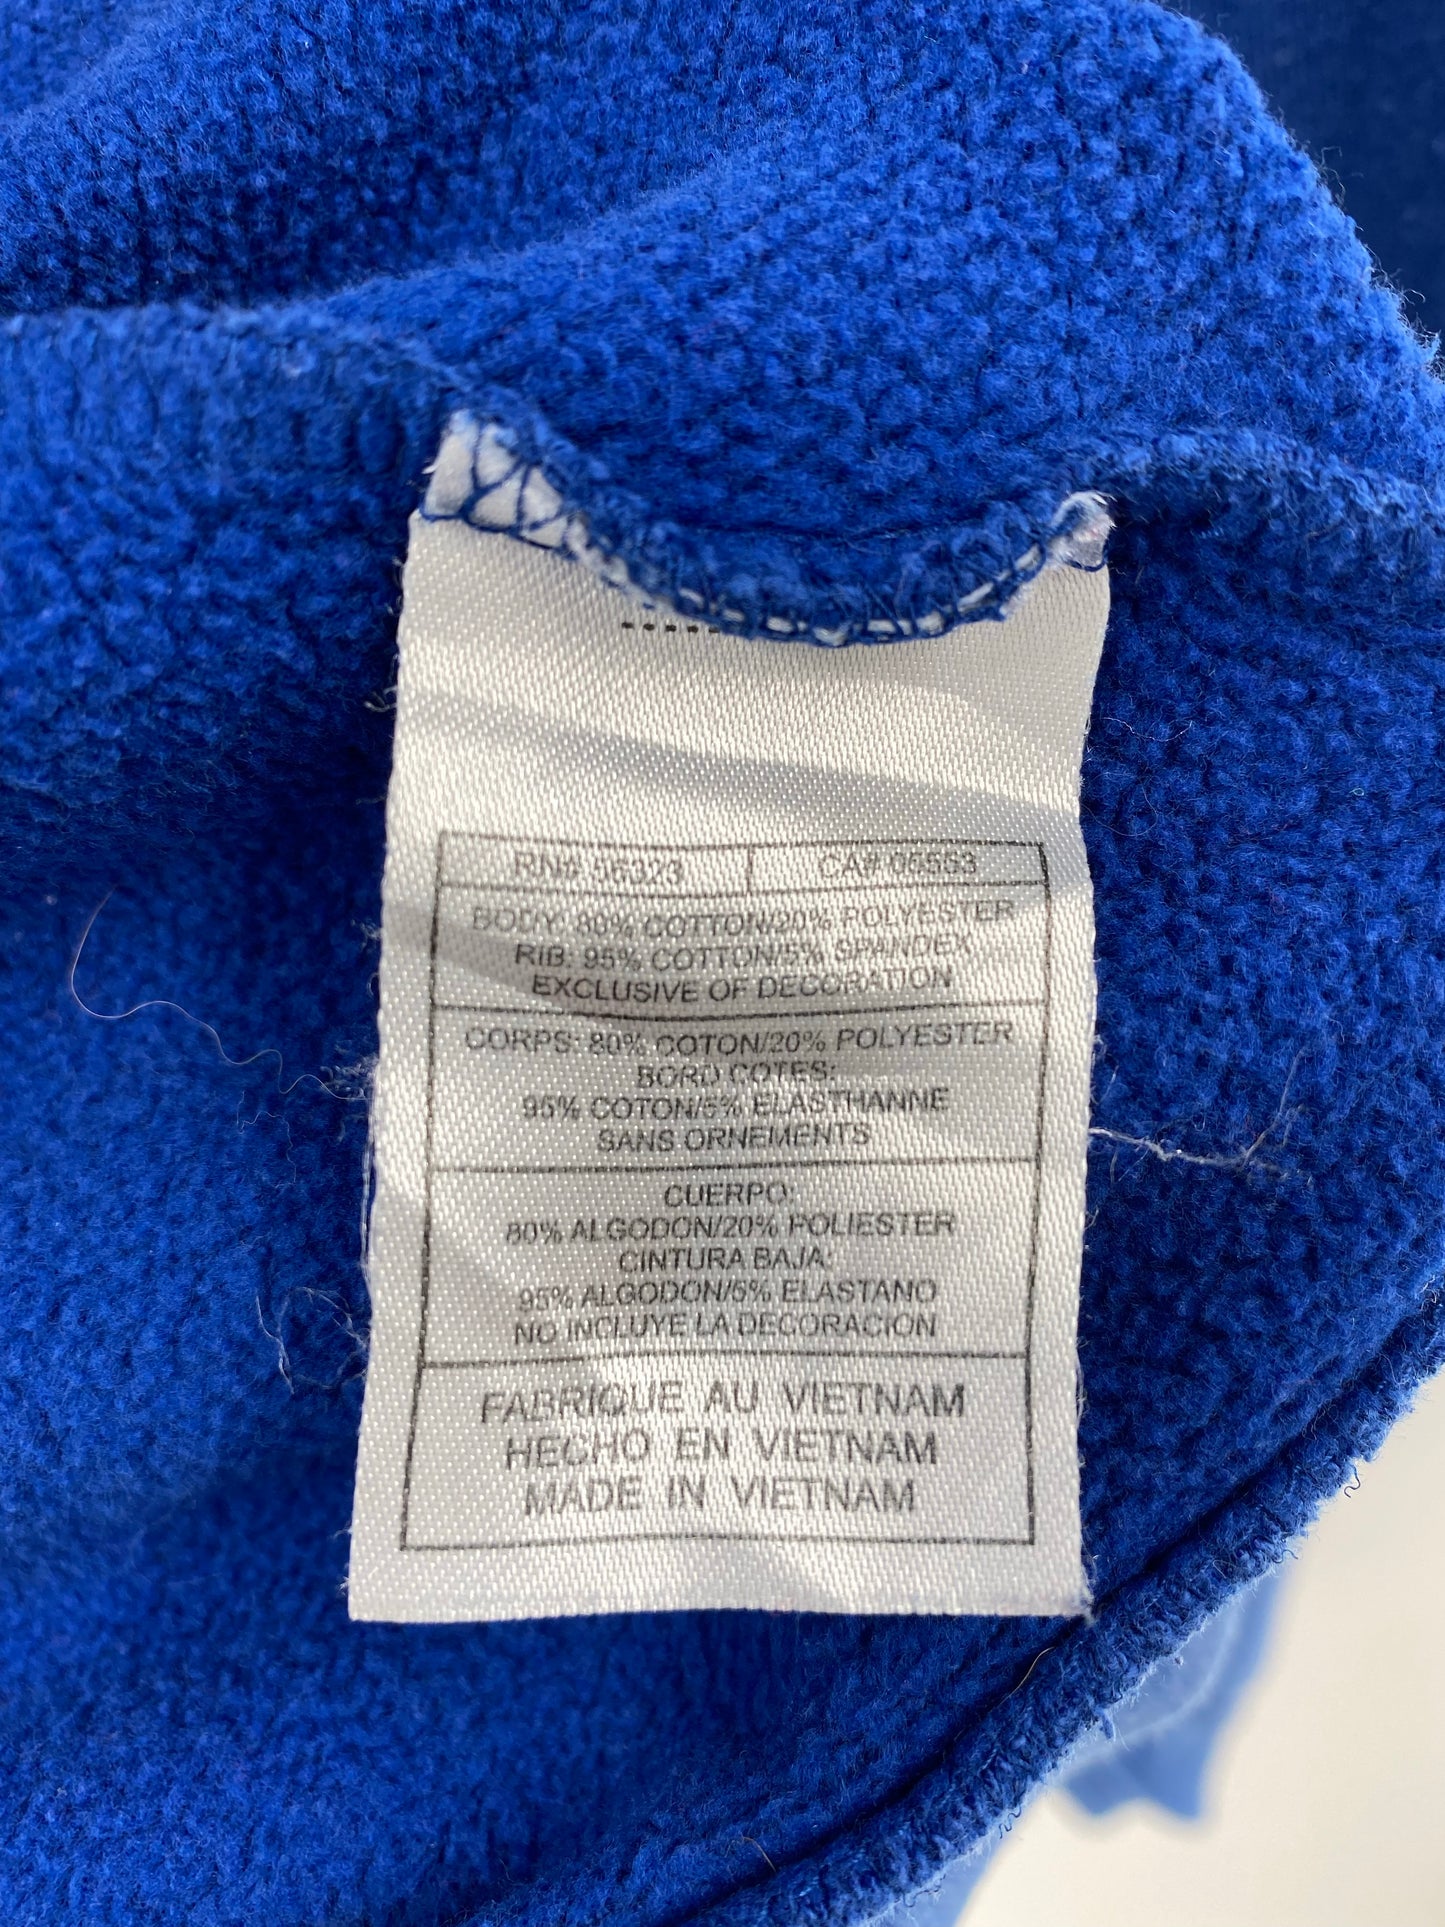 RN# 56323 CA# 05553
BODY: 80% COTTON/20% POLYESTER
RIB: 95% COTTON/5% SPANDEX
EXCLUSIVE OF DECORATION
CORPS: 80% COTON/20% POLYESTER
BORD COTES:
95% COTON/5% ELASTHANNE
SANS ORNEMENTS
CUERPO:
80% ALGODON/20% POLIESTER
CINTURA BAJA:
95% ALGODON/5% ELASTANO
NO INCLUYE LA DECORACION
FABRIQUE AU VIETNAM
HECHO EN VIETNAM
MADE IN VIETNAM